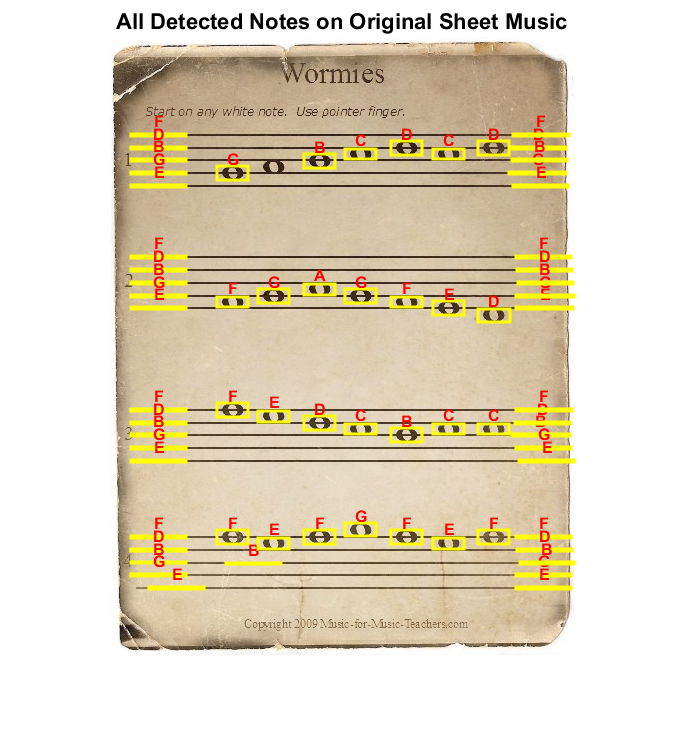 All Detected Notes on Original Sheet Music
Wormies
Start on any white note. Use pointer finger.
F F
D C D C D D
B B B
1 G G
E E
F F
D D
B A B
2 G F G G F G
E E E
D
F F F F
D E D D
B C B C C B
3 G G
E E
F F F G F F
D E E D
B B B
G
E E
Copyright 2009 Music-for-Music-Teachers.com